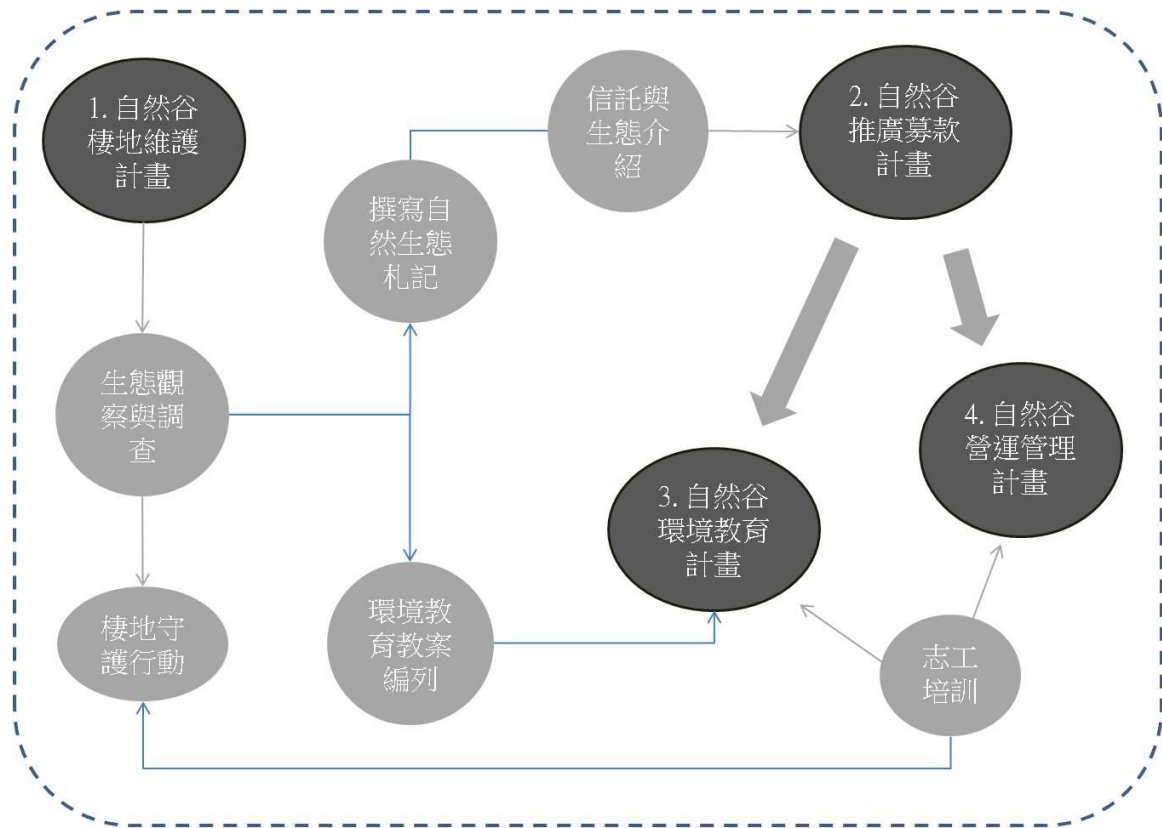 1. 自然谷
棲地維護
計畫
信託與
生態介
紹
2. 自然谷
推廣募款
計畫
撰寫自
然生態
札記
生態觀
察與調
查
4. 自然谷
營運管理
計畫
3. 自然谷
環境教育
計畫
棲地守
護行動
環境教
育教案
編列
志工
培訓